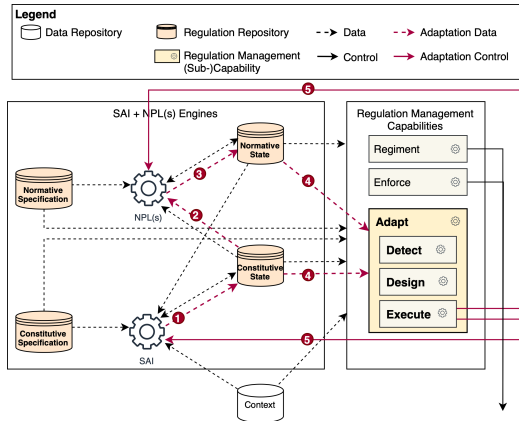 Legend
Data Repository
Regulation Repository
Data
Adaptation Data
Regulation Management
(Sub-)Capability
Control
Adaptation Control
5
SAI + NPL(s) Engines
Regulation Management
Capabilities
Normative
State
Regiment
3
Normative
Specification
NPL(s)
4
Enforce
2
Adapt
Constitutive
State
4
Detect
Design
1
Execute
Constitutive
Specification
SAI
5
Context